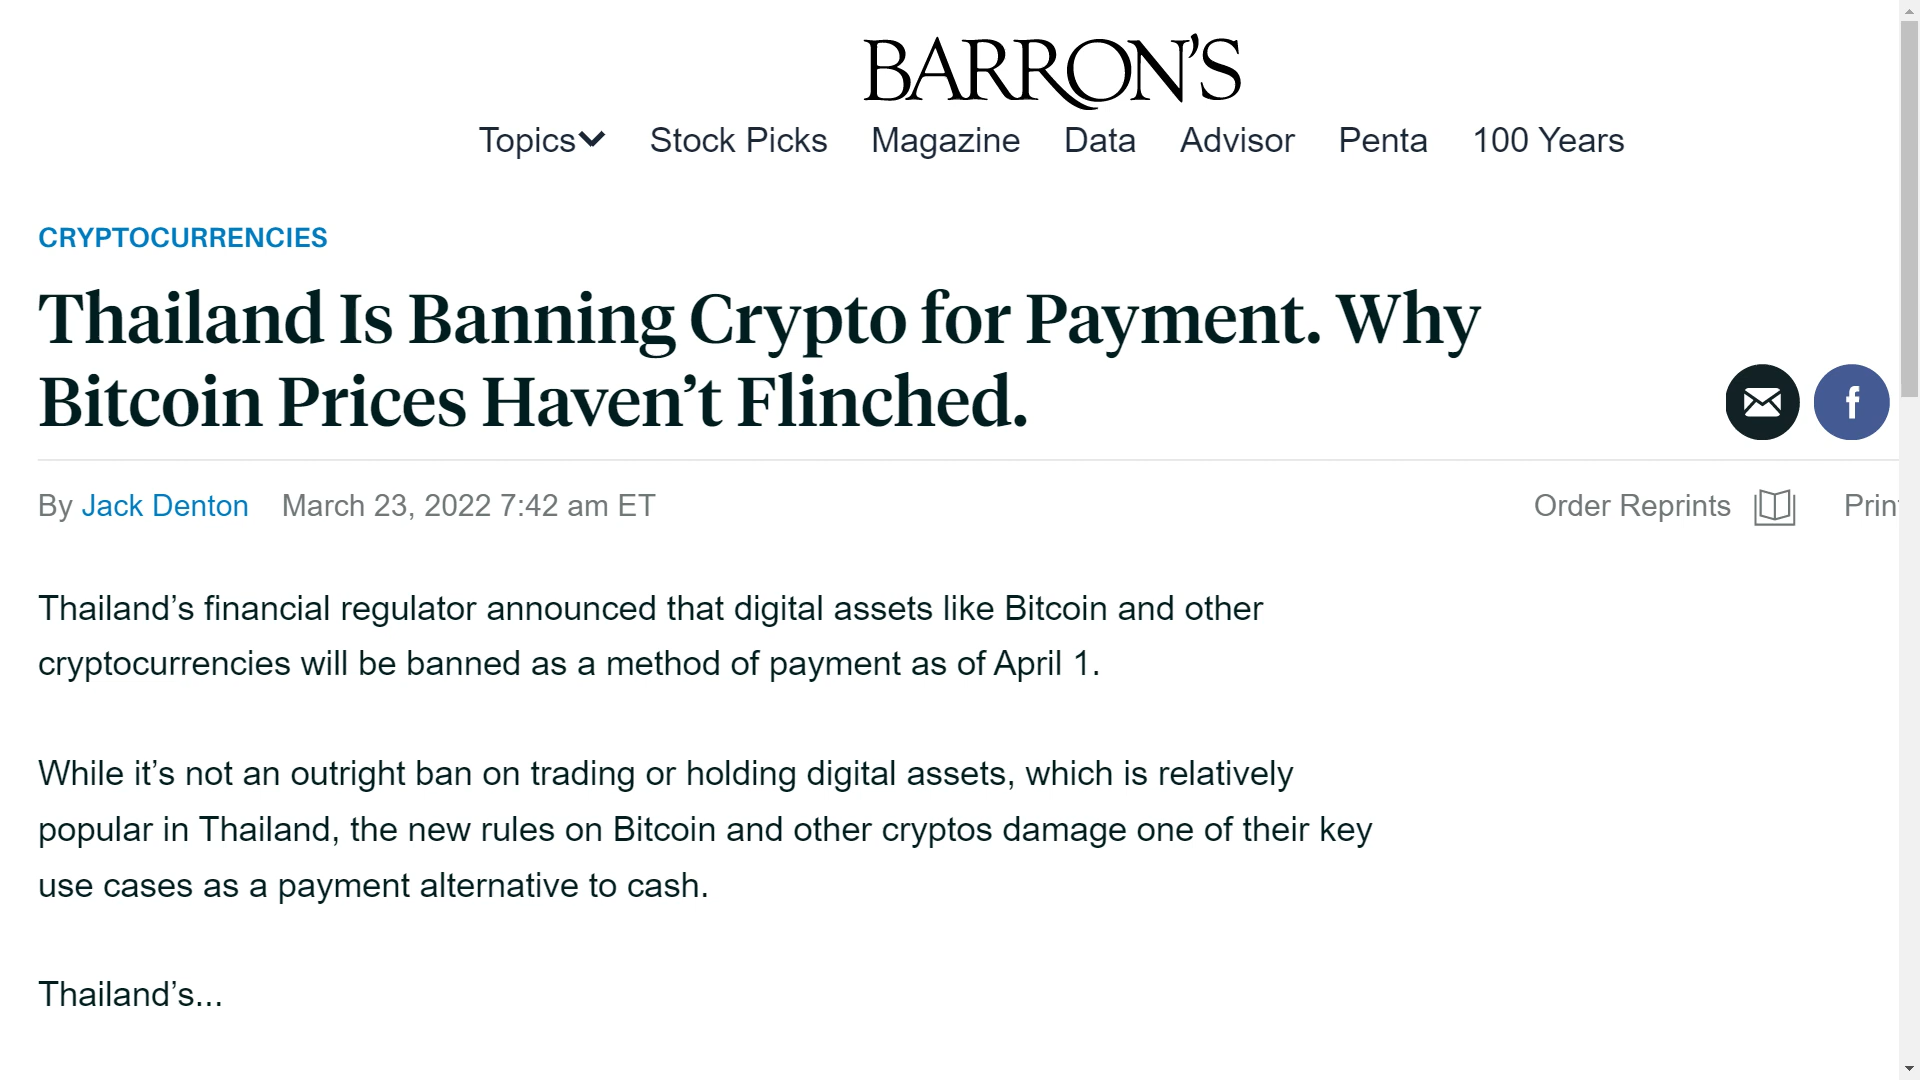 BARRON'S
Topics Stock Picks Magazine Data Advisor Penta 100 Years
CRYPTOCURRENCIES
Thailand Is Banning Crypto for Payment. Why
Bitcoin Prices Haven’t Flinched.
f
By Jack Denton March 23, 2022 7:42 am ET Order Reprints Prin
Thailand’s financial regulator announced that digital assets like Bitcoin and other
cryptocurrencies will be banned as a method of payment as of April 1.
While it’s not an outright ban on trading or holding digital assets, which is relatively
popular in Thailand, the new rules on Bitcoin and other cryptos damage one of their key
use cases as a payment alternative to cash.
Thailand’s...